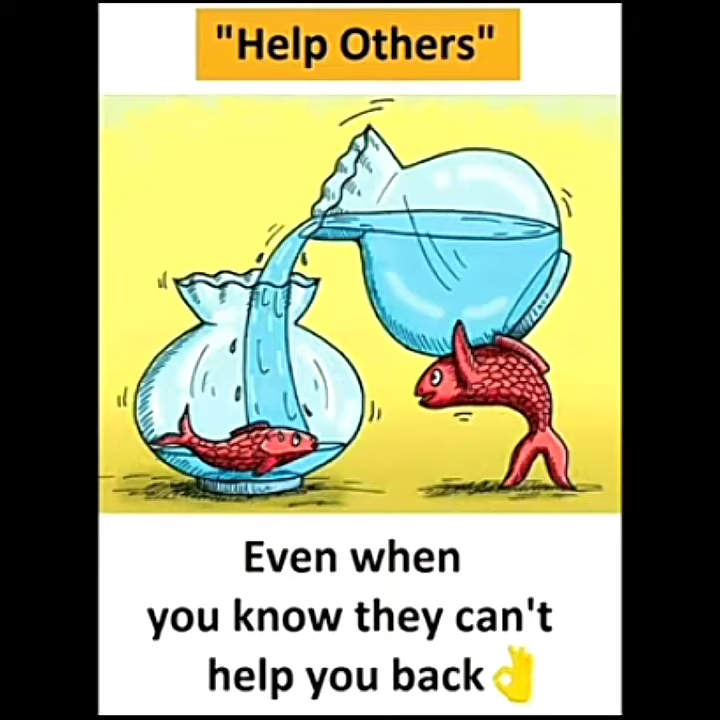 "Help Others"
Even when
you know they can't
help you back👌